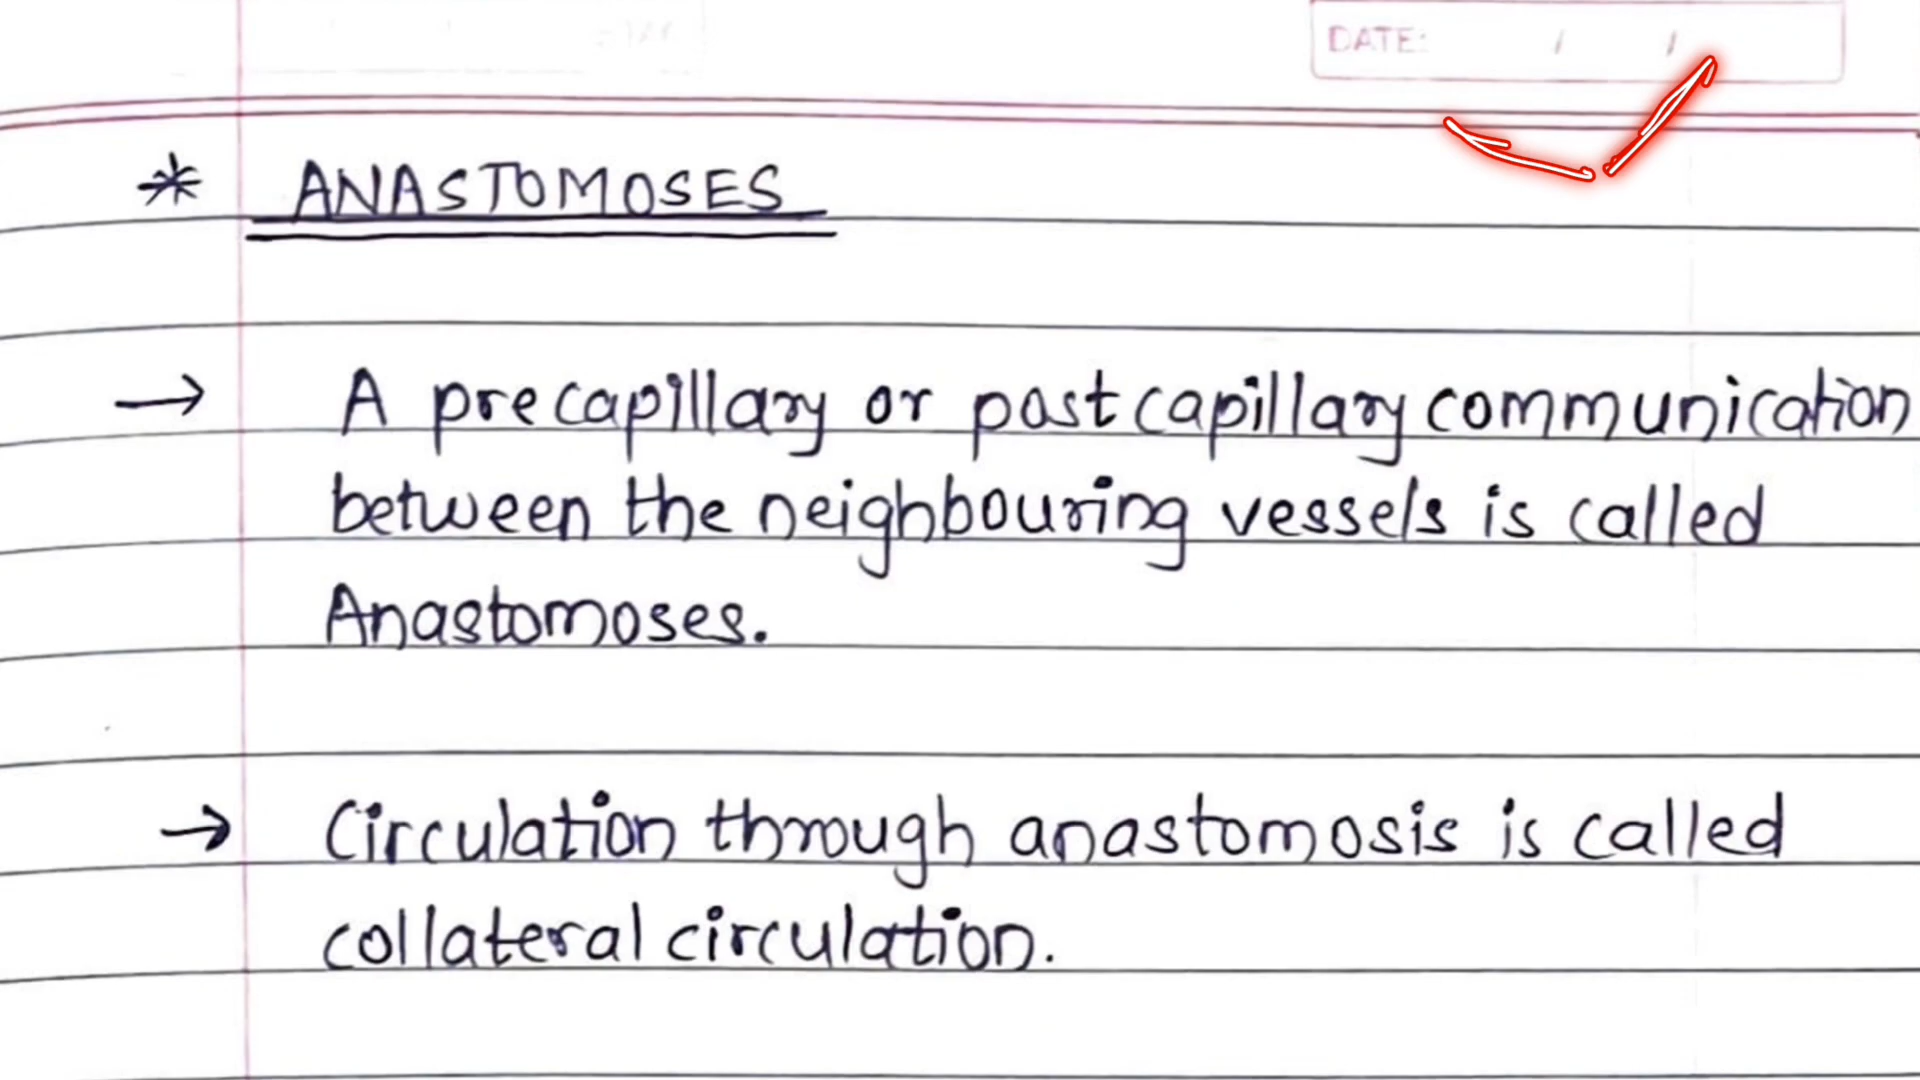 DATE: / /
* ANASTOMOSES
→ A precapillary or postcapillary communication
between the neighbouring vessels is called
Anastomoses.
→ Circulation through anastomosis is called
collateral circulation.